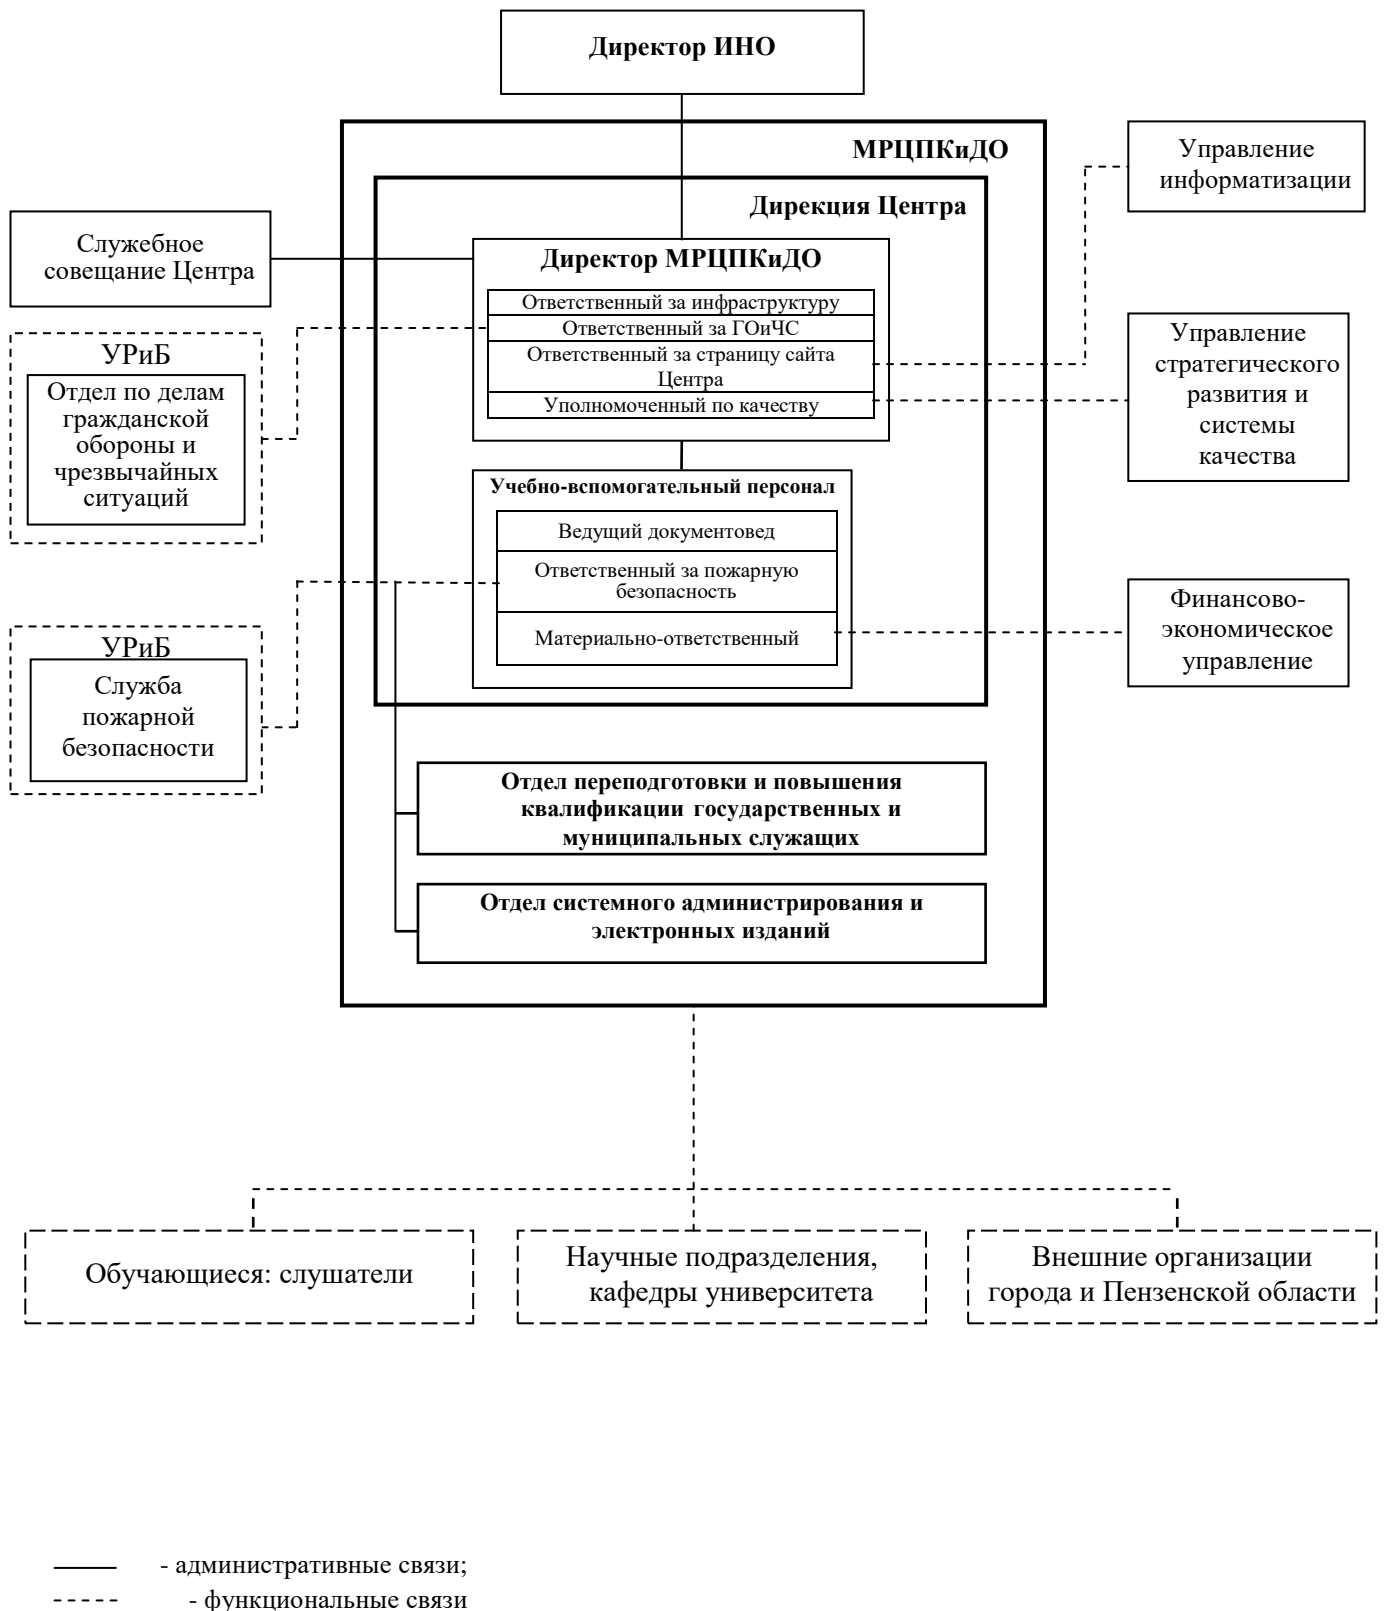 Директор ИНО
МРЦПКиДО
Дирекция Центра
Директор МРЦПКиДО
Ответственный за инфраструктуру
Ответственный за ГОиЧС
Ответственный за страницу сайта
Центра
Уполномоченный по качеству
Учебно-вспомогательный персонал
Ведущий документовед
Ответственный за пожарную
безопасность
Материально-ответственный
Отдел переподготовки и повышения
квалификации государственных и
муниципальных служащих
Отдел системного администрирования и
электронных изданий
Служебное
совещание Центра
УРиБ
Отдел по делам
гражданской
обороны и
чрезвычайных
ситуаций
УРиБ
Служба
пожарной
безопасности
Управление
информатизации
Управление
стратегического
развития и
системы
качества
Финансово-
экономическое
управление
Обучающиеся: слушатели
Научные подразделения,
кафедры университета
Внешние организации
города и Пензенской области
- административные связи;
- функциональные связи